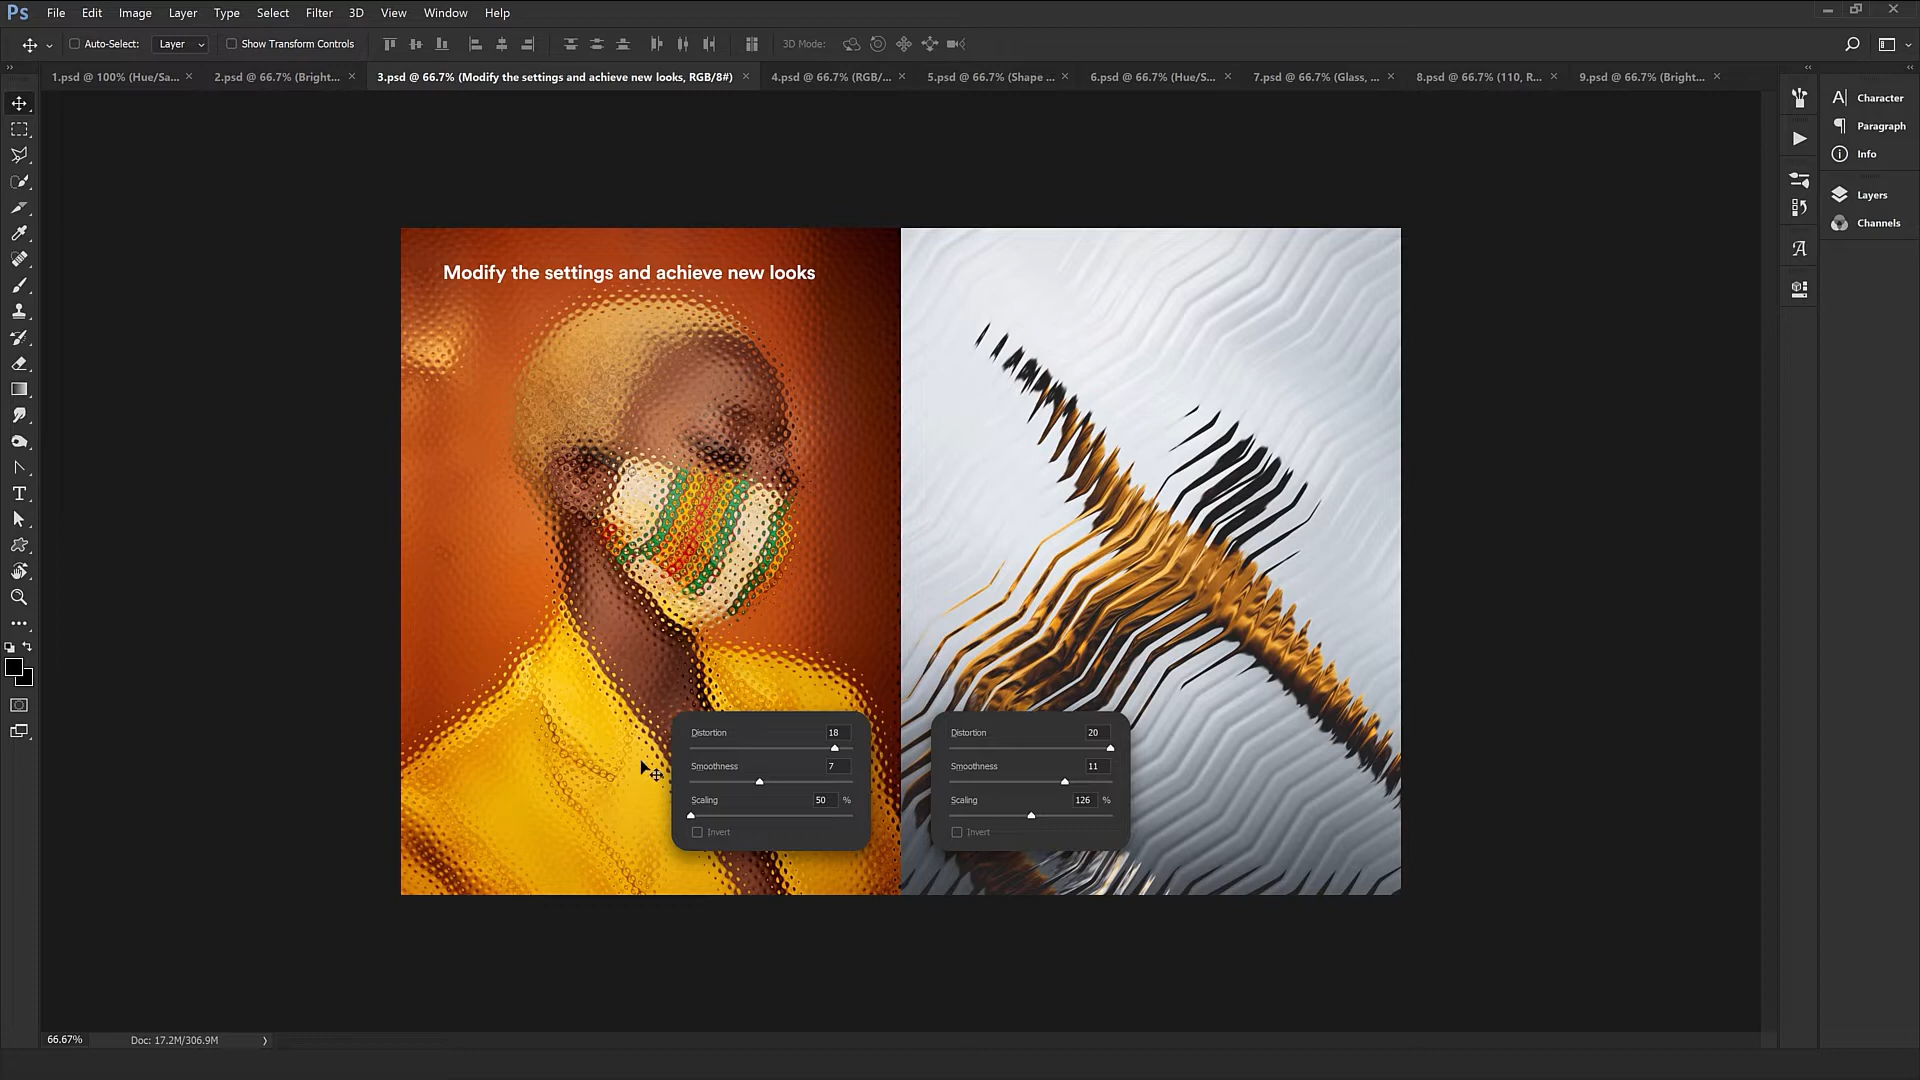 Ps File Edit Image Layer Type Select Filter 3D View Window Help
Auto-Select: Layer Show Transform Controls 3D Mode:
1.psd @ 100% (Hue/Sa... 2.psd @ 66.7% (Bright... 3.psd @ 66.7% (Modify the settings and achieve new looks, RGB/8#) 4.psd @ 66.7% (RGB/... 5.psd @ 66.7% (Shape ... 6.psd @ 66.7% (Hue/S... 7.psd @ 66.7% (Glass, ... 8.psd @ 66.7% (110, R... 9.psd @ 66.7% (Bright...
Character
Paragraph
Info
Layers
Channels
Modify the settings and achieve new looks
Distortion 18
Smoothness 7
Scaling 50 %
Invert
Distortion 20
Smoothness 11
Scaling 126 %
Invert
66.67% Doc: 17.2M/306.9M